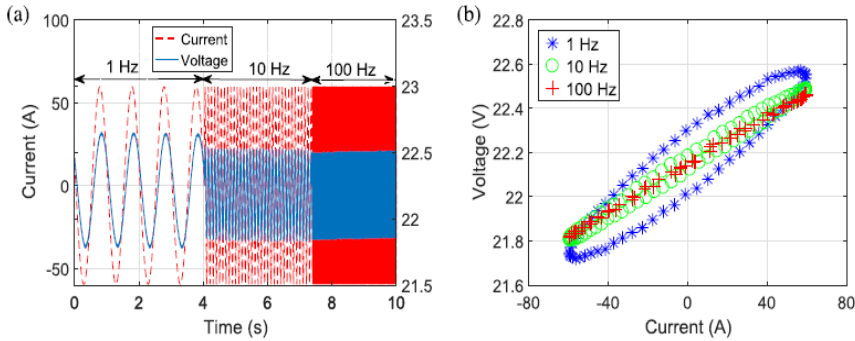 (a)
100
50
0
-50
Current (A)
Current
Voltage
1 Hz
10 Hz
100 Hz
23.5
23
22.5
22
21.5
0
2
4
6
8
10
Time (s)
(b)
22.8
22.6
22.4
22.2
22
21.8
21.6
Voltage (V)
1 Hz
10 Hz
100 Hz
-80
-40
0
40
80
Current (A)